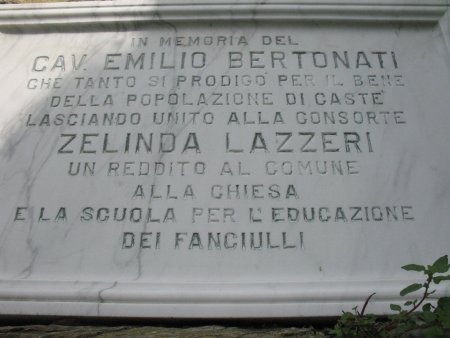 IN MEMORIA DEL
CAV. EMILIO BERTONATI
CHE TANTO SI PRODIGÒ PER IL BENE
DELLA POPOLAZIONE DI CASTE'
LASCIANDO UNITO ALLA CONSORTE
ZELINDA LAZZERI
UN REDDITO AL COMUNE
ALLA CHIESA
E LA SCUOLA PER L'EDUCAZIONE
DEI FANCIULLI